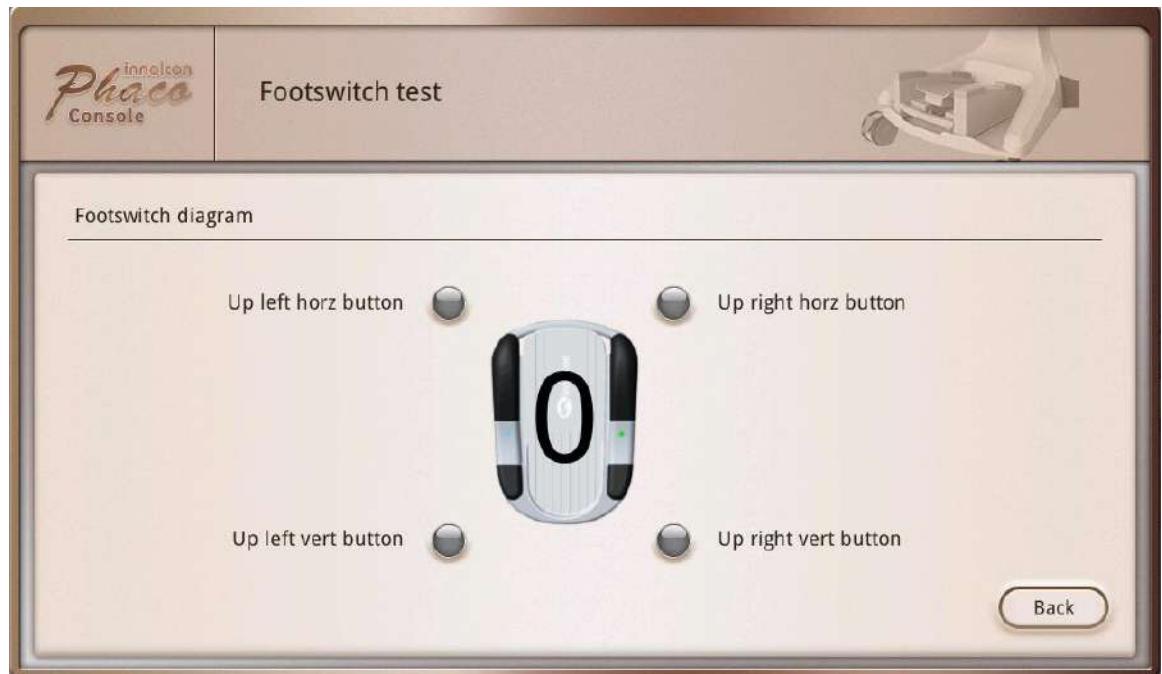 innolcon
Phaco
Console
Footswitch test
Footswitch diagram
Up left horz button
Up right horz button
0
Up left vert button
Up right vert button
Back